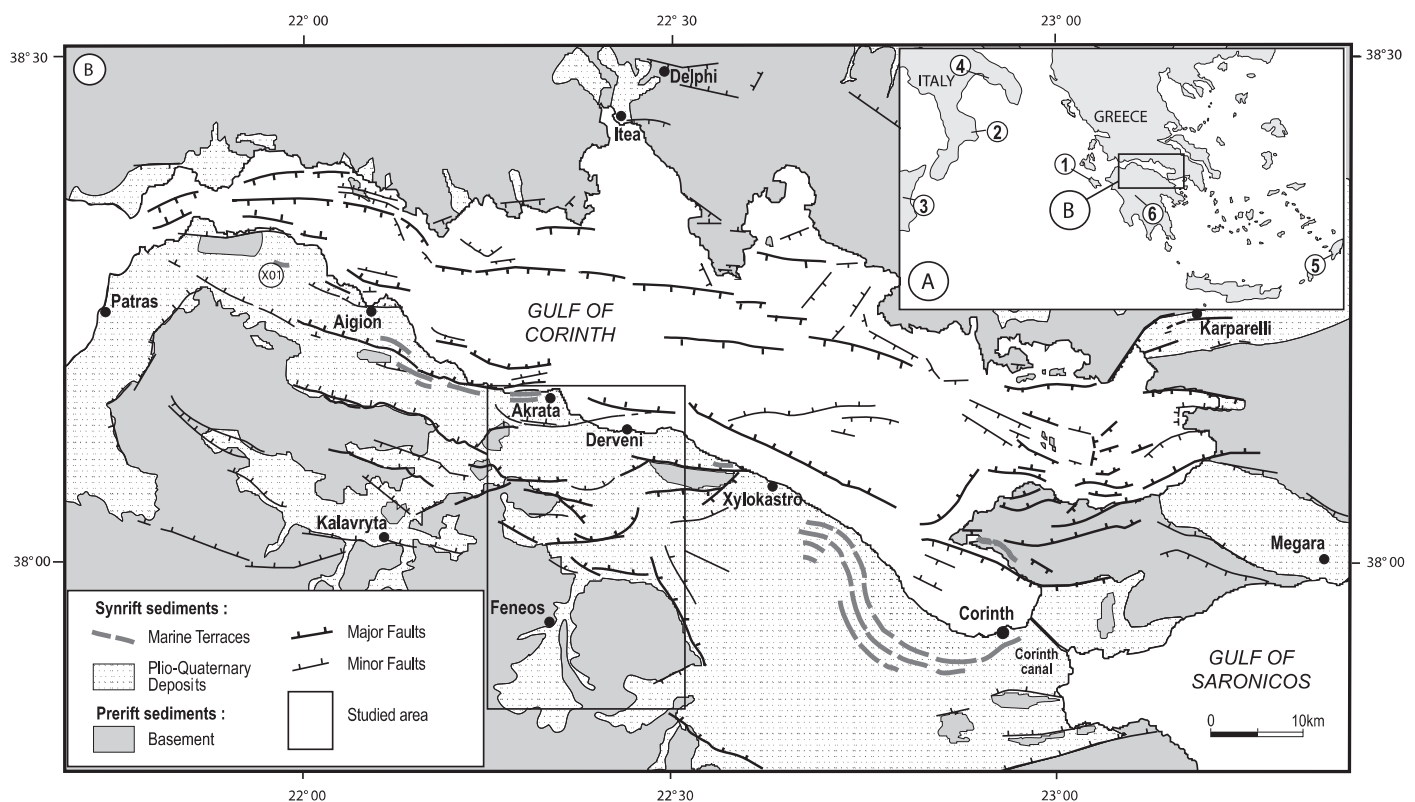 22° 00
22° 30
23° 00
38° 30
38° 30
B
Delphi
Itea
ITALY
4
2
GREECE
1
3
B
6
5
A
X01
Patras
Aigion
GULF OF
CORINTH
Karparelli
Akrata
Derveni
Xylokastro
Kalavryta
Megara
38° 00
38° 00
Feneos
Corinth
Corinth
canal
GULF OF
SARONICOS
0 10km
Synrift sediments :
Marine Terraces
Major Faults
Plio-Quaternary
Deposits
Minor Faults
Prerift sediments :
Basement
Studied area
22° 00
22° 30
23° 00